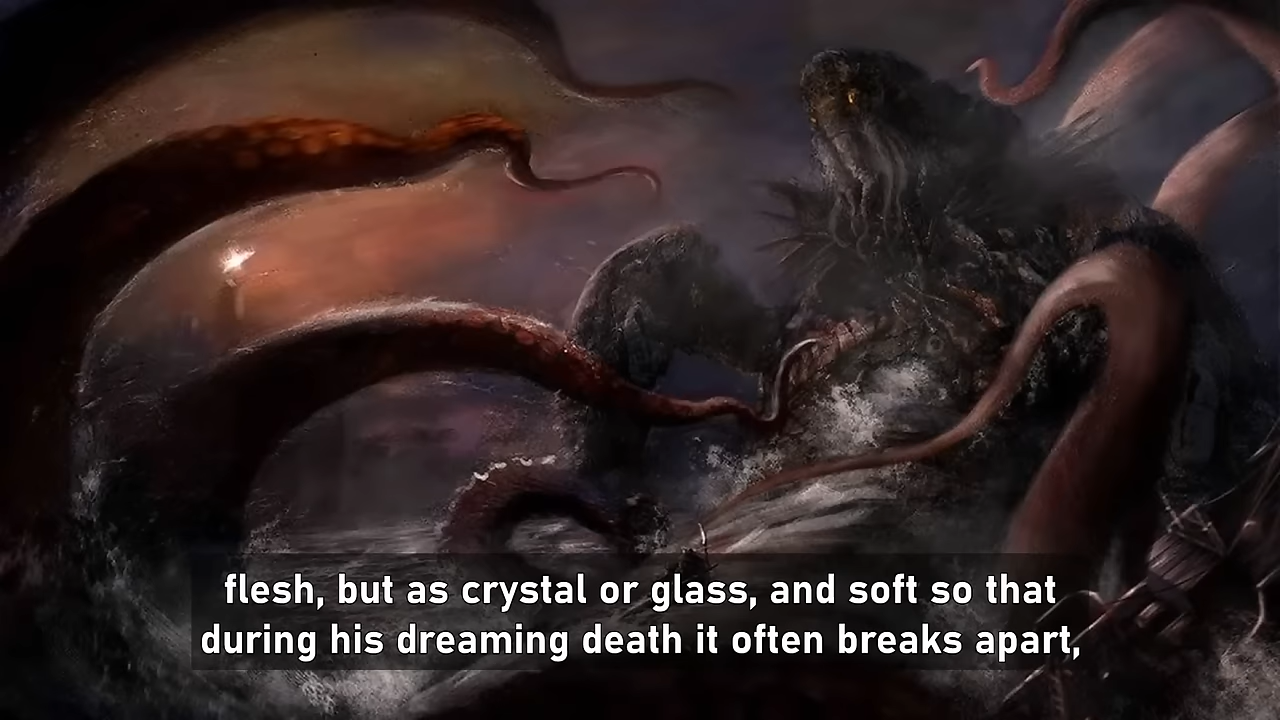 flesh, but as crystal or glass, and soft so that
during his dreaming death it often breaks apart,